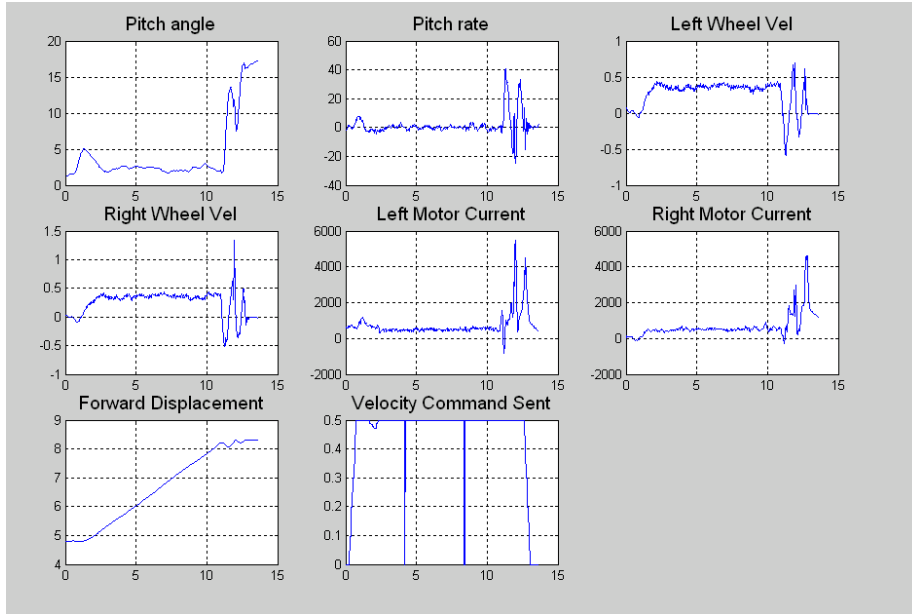 Pitch angle Pitch rate Left Wheel Vel
20 60 1
15 40 0.5
10 20 0
5 0 -0.5
0 -20 -1
-40
0 5 10 15 0 5 10 15 0 5 10 15
Right Wheel Vel Left Motor Current Right Motor Current
1.5 6000 6000
1 4000 4000
0.5 2000 2000
0 0 0
-0.5 -2000 -2000
-1
0 5 10 15 0 5 10 15 0 5 10 15
Forward Displacement Velocity Command Sent
9 0.5
8 0.4
7 0.3
6 0.2
5 0.1
4 0
0 5 10 15 0 5 10 15